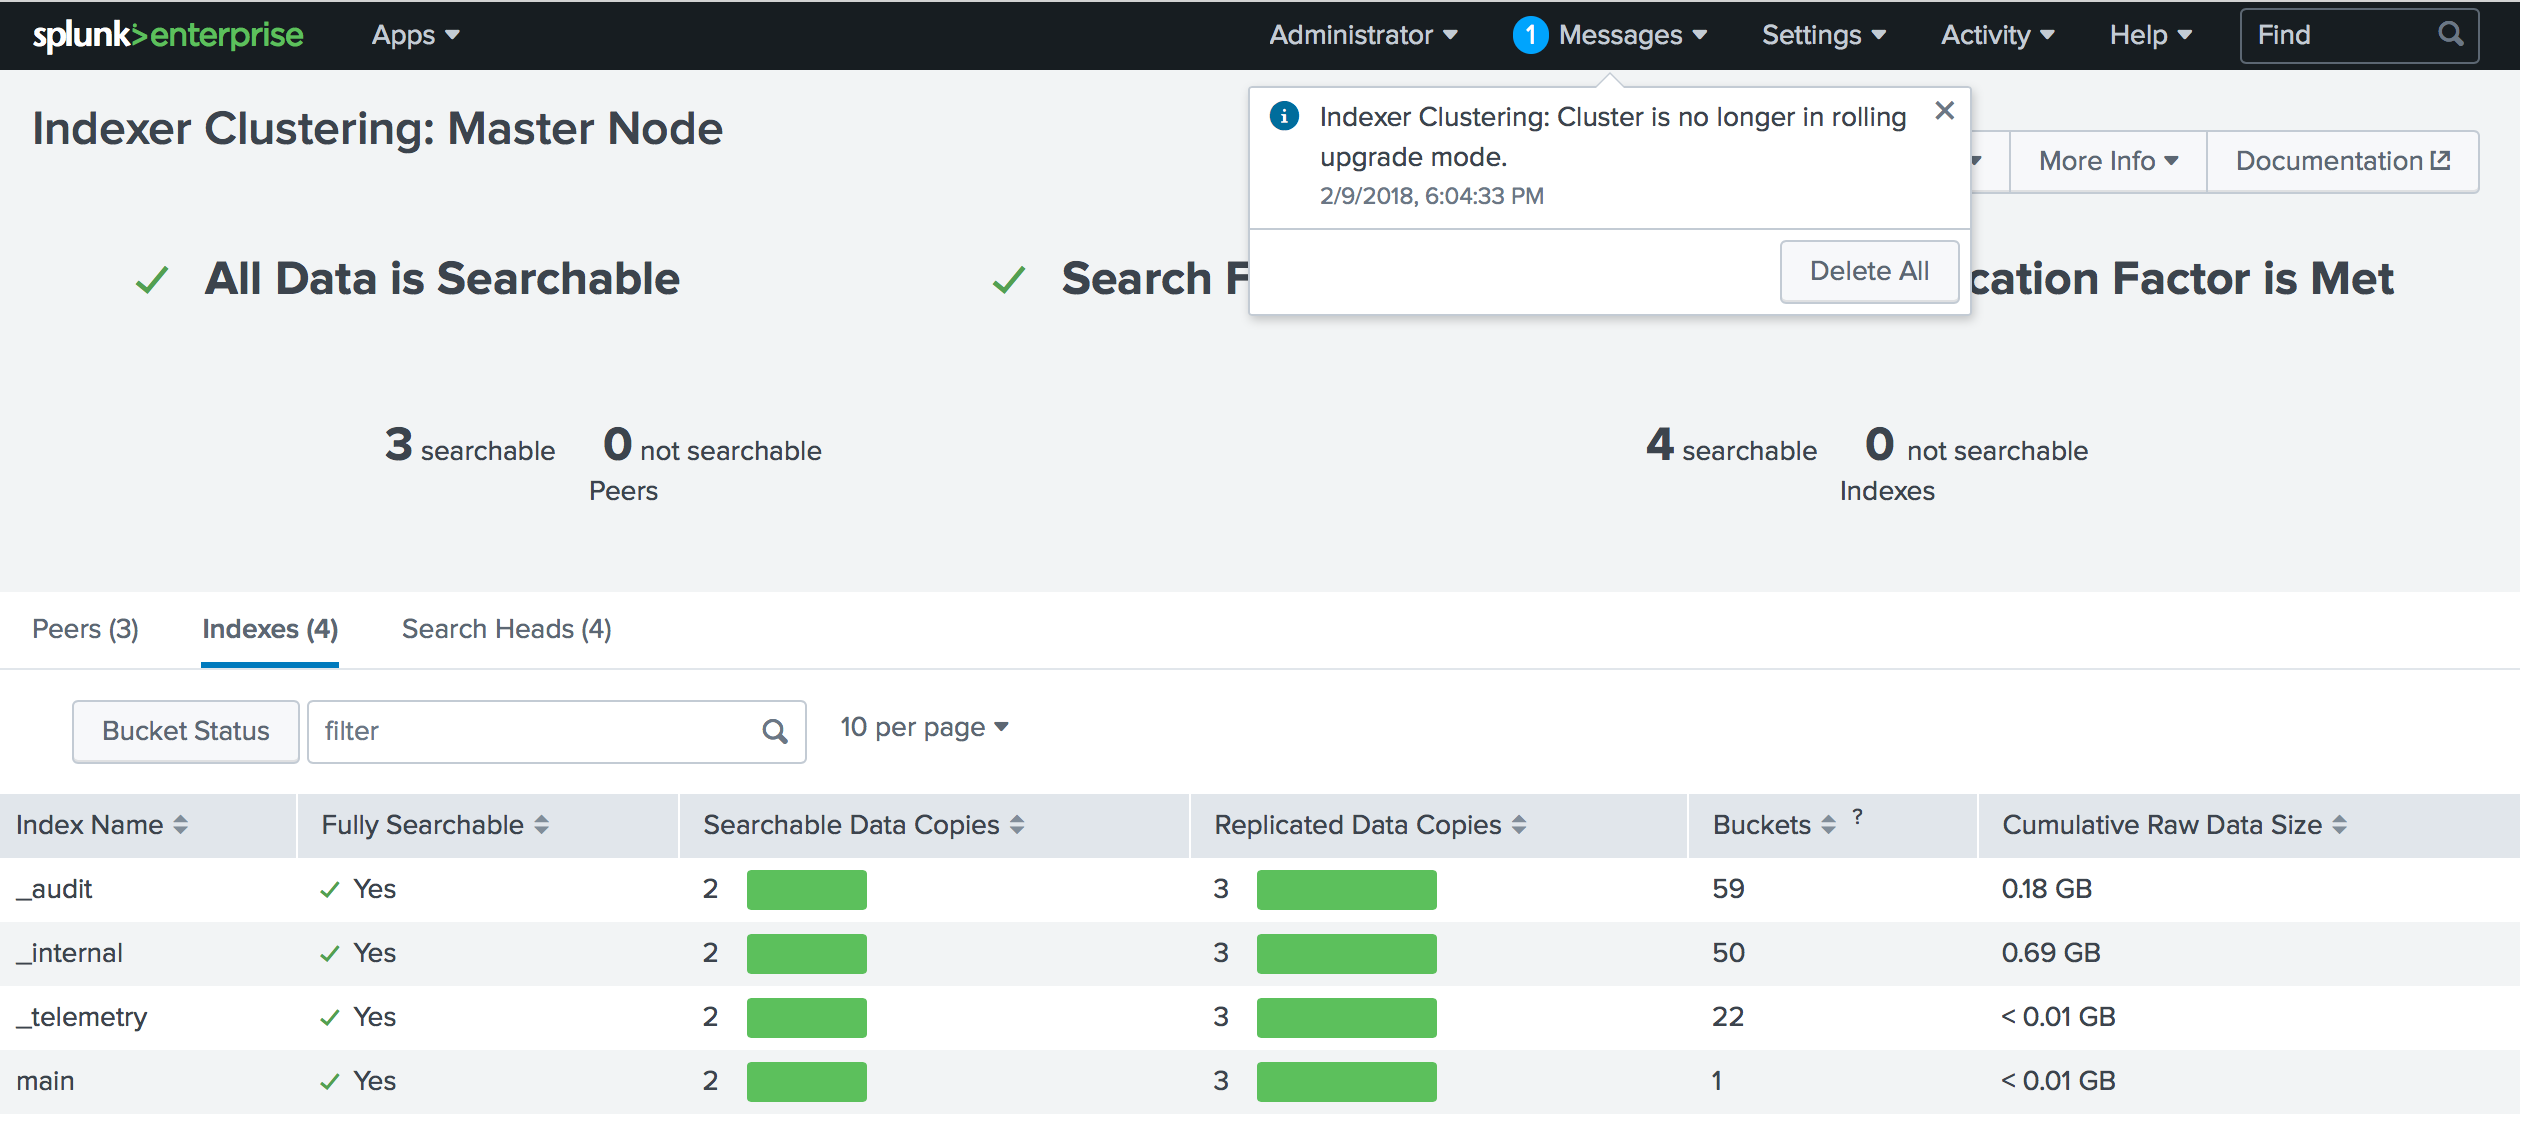 splunk>enterprise Apps Administrator 1 Messages Settings Activity Help Find
Indexer Clustering: Master Node
Indexer Clustering: Cluster is no longer in rolling
upgrade mode.
2/9/2018, 6:04:33 PM
Delete All
More Info Documentation
All Data is Searchable
Search F
cation Factor is Met
3 searchable 0 not searchable
Peers
4 searchable 0 not searchable
Indexes
Peers (3) Indexes (4) Search Heads (4)
Bucket Status filter 10 per page
Index Name Fully Searchable Searchable Data Copies Replicated Data Copies Buckets ? Cumulative Raw Data Size
_audit Yes 2 3 59 0.18 GB
_internal Yes 2 3 50 0.69 GB
_telemetry Yes 2 3 22 < 0.01 GB
main Yes 2 3 1 < 0.01 GB